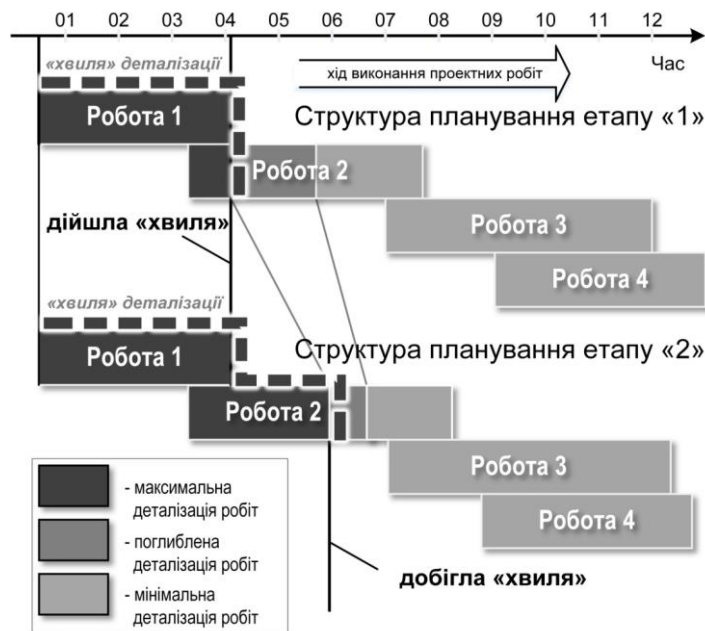 01 02 03 04 05 06 07 08 09 10 11 12
«хвиля» деталізації
хід виконання проектних робіт
Час
Робота 1
Структура планування етапу «1»
Робота 2
дійшла «хвиля»
Робота 3
Робота 4
«хвиля» деталізації
Робота 1
Структура планування етапу «2»
Робота 2
Робота 3
Робота 4
- максимальна
деталізація робіт
- поглиблена
деталізація робіт
- мінімальна
деталізація робіт
добігла «хвиля»